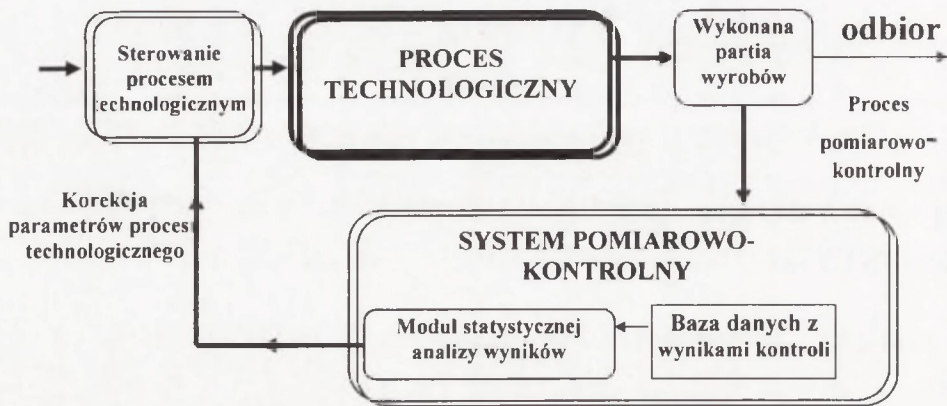 Sterowanie
procesem
technologicznym
PROCES
TECHNOLOGICZNY
Wykonana
partia
wyrobów
odbior
Proces
pomiarowo-
kontrolny
Korekcja
parametrów proces
technologicznego
SYSTEM POMIAROWO-
KONTROLNY
Moduł statystycznej
analizy wyników
Baza danych z
wynikami kontroli